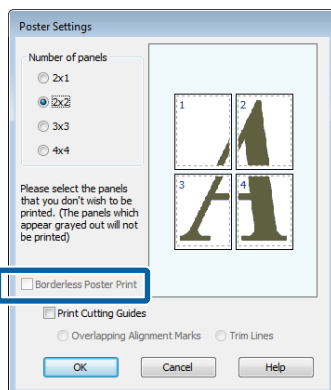 Poster Settings
Number of panels
2x1
2x2
3x3
4x4
1 2
3 4
Please select the panels
that you don't wish to be
printed. (The panels which
appear grayed out will not
be printed)
Borderless Poster Print
Print Cutting Guides
Overlapping Alignment Marks Trim Lines
OK Cancel Help